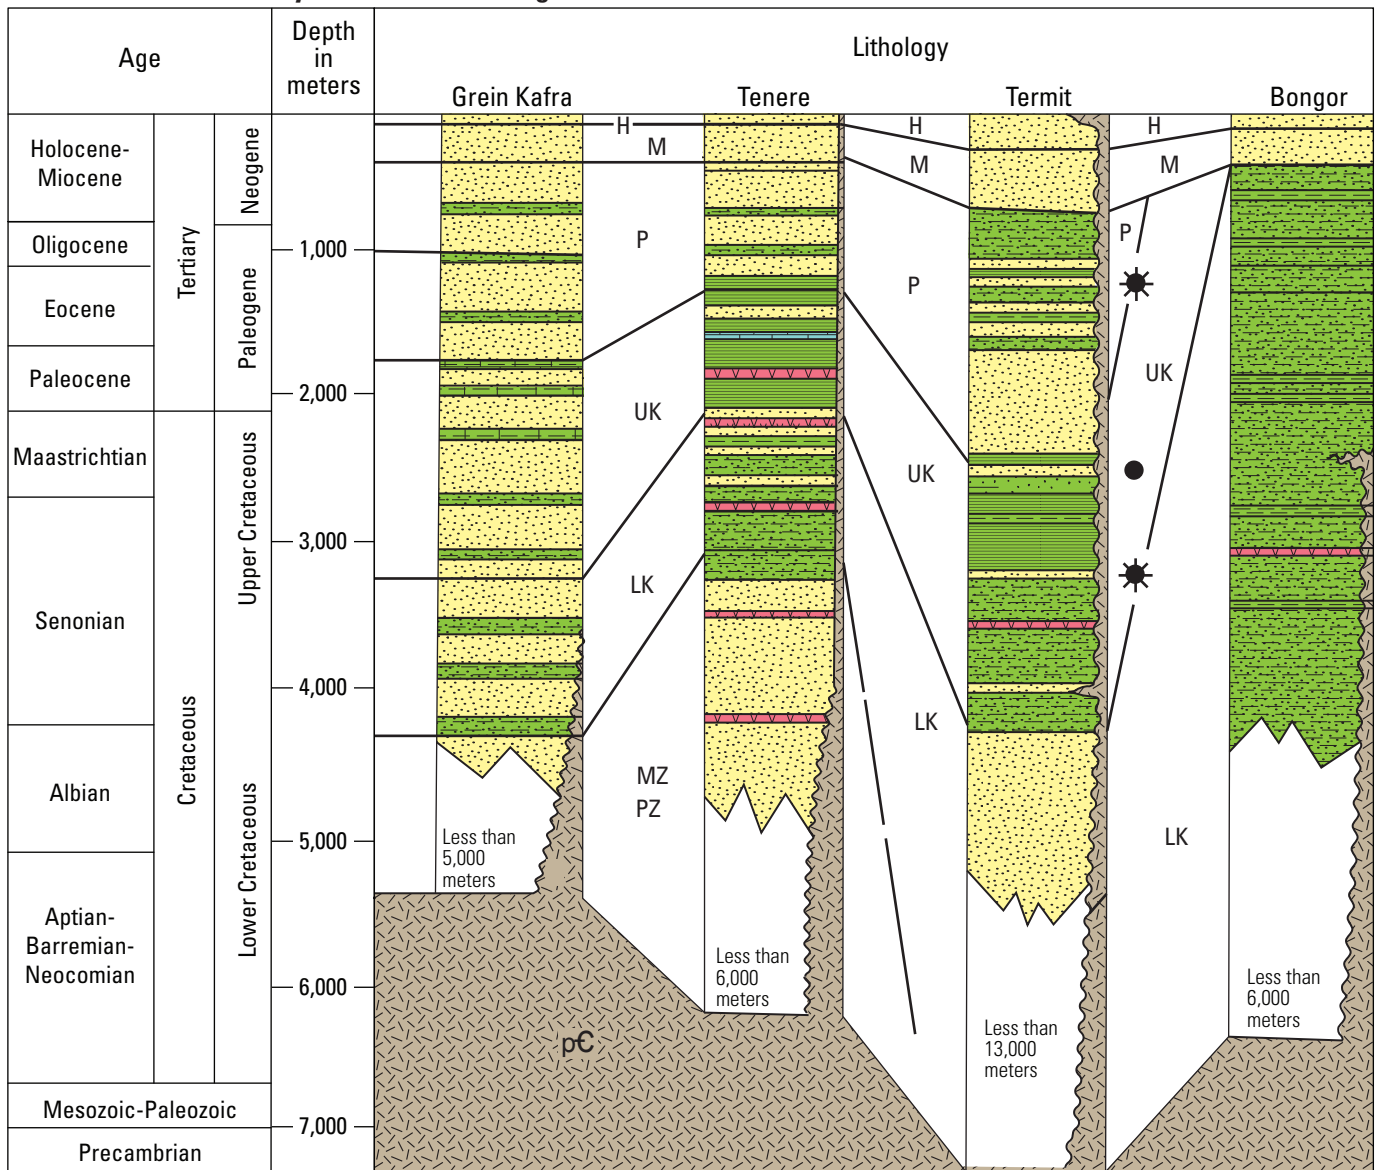 Age
Depth
in
meters
Lithology
Grein Kafra
Tenere
Termit
Bongor
Holocene-
Miocene
Oligocene
Eocene
Paleocene
Maastrichtian
Senonian
Albian
Aptian-
Barremian-
Neocomian
Mesozoic-Paleozoic
Precambrian
Tertiary
Cretaceous
Neogene
Paleogene
Upper Cretaceous
Lower Cretaceous
1,000
2,000
3,000
4,000
5,000
6,000
7,000
H
M
P
UK
LK
MZ
PZ
H
M
P
UK
LK
H
M
P
UK
LK
Less than
5,000
meters
Less than
6,000
meters
Less than
13,000
meters
Less than
6,000
meters
p€